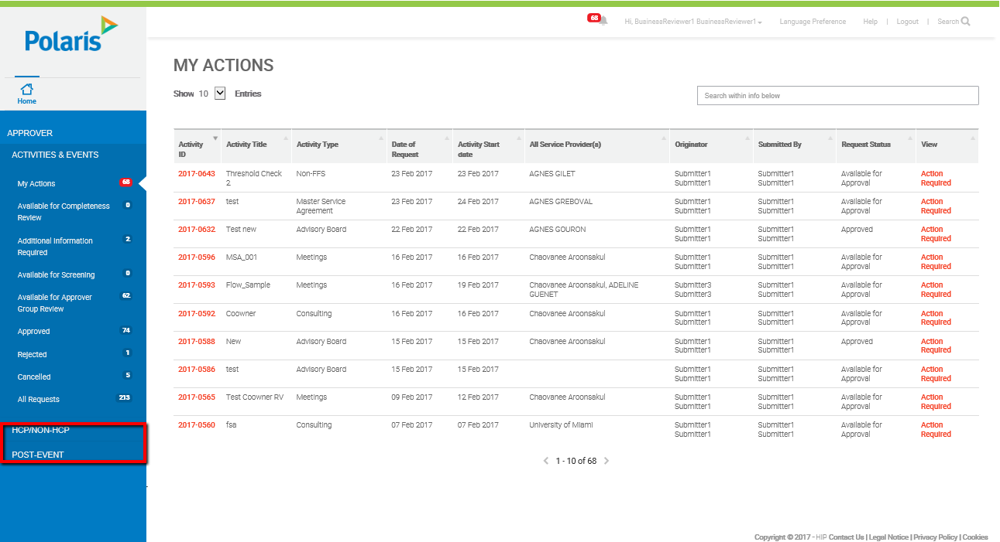 68
Hi, BusinessReviewer1 BusinessReviewer1
Language Preference
Help | Logout | Search
Polaris
Home
APPROVER
ACTIVITIES & EVENTS
My Actions 68
Available for Completeness
Review 0
Additional Information
Required 2
Available for Screening 0
Available for Approver
Group Review 62
Approved 74
Rejected 1
Cancelled 5
All Requests 213
HCP/NON-HCP
POST-EVENT
MY ACTIONS
Show 10 Entries
Search within info below
Activity ID Activity Title Activity Type Date of Request Activity Start date All Service Provider(s) Originator Submitted By Request Status View
2017-0643 Threshold Check 2 Non-FFS 23 Feb 2017 23 Feb 2017 AGNES GILET Submitter1 Submitter1 Submitter1 Submitter1 Available for Approval Action Required
2017-0637 test Master Service Agreement 23 Feb 2017 24 Feb 2017 AGNES GREBOVAL Submitter1 Submitter1 Submitter1 Submitter1 Available for Approval Action Required
2017-0632 Test new Advisory Board 22 Feb 2017 22 Feb 2017 AGNES GOURON Submitter1 Submitter1 Submitter1 Submitter1 Approved Action Required
2017-0596 MSA_001 Meetings 16 Feb 2017 16 Feb 2017 Chaovanee Aroonsakul Submitter1 Submitter1 Submitter1 Submitter1 Available for Approval Action Required
2017-0593 Flow_Sample Meetings 16 Feb 2017 19 Feb 2017 Chaovanee Aroonsakul, ADELINE GUENET Submitter3 Submitter3 Submitter1 Submitter1 Available for Approval Action Required
2017-0592 Coowner Consulting 16 Feb 2017 16 Feb 2017 Chaovanee Aroonsakul Submitter1 Submitter1 Submitter1 Submitter1 Available for Approval Action Required
2017-0588 New Advisory Board 15 Feb 2017 15 Feb 2017 Chaovanee Aroonsakul Submitter1 Submitter1 Submitter1 Submitter1 Approved Action Required
2017-0586 test Advisory Board 15 Feb 2017 15 Feb 2017 Submitter1 Submitter1 Submitter1 Submitter1 Available for Approval Action Required
2017-0565 Test Coowner RV Meetings 09 Feb 2017 12 Feb 2017 Chaovanee Aroonsakul Submitter1 Submitter1 Submitter1 Submitter1 Available for Approval Action Required
2017-0560 fsa Consulting 07 Feb 2017 07 Feb 2017 University of Miami Submitter1 Submitter1 Submitter1 Submitter1 Available for Approval Action Required
1 - 10 of 68
Copyright © 2017 - HIP Contact Us | Legal Notice | Privacy Policy | Cookies